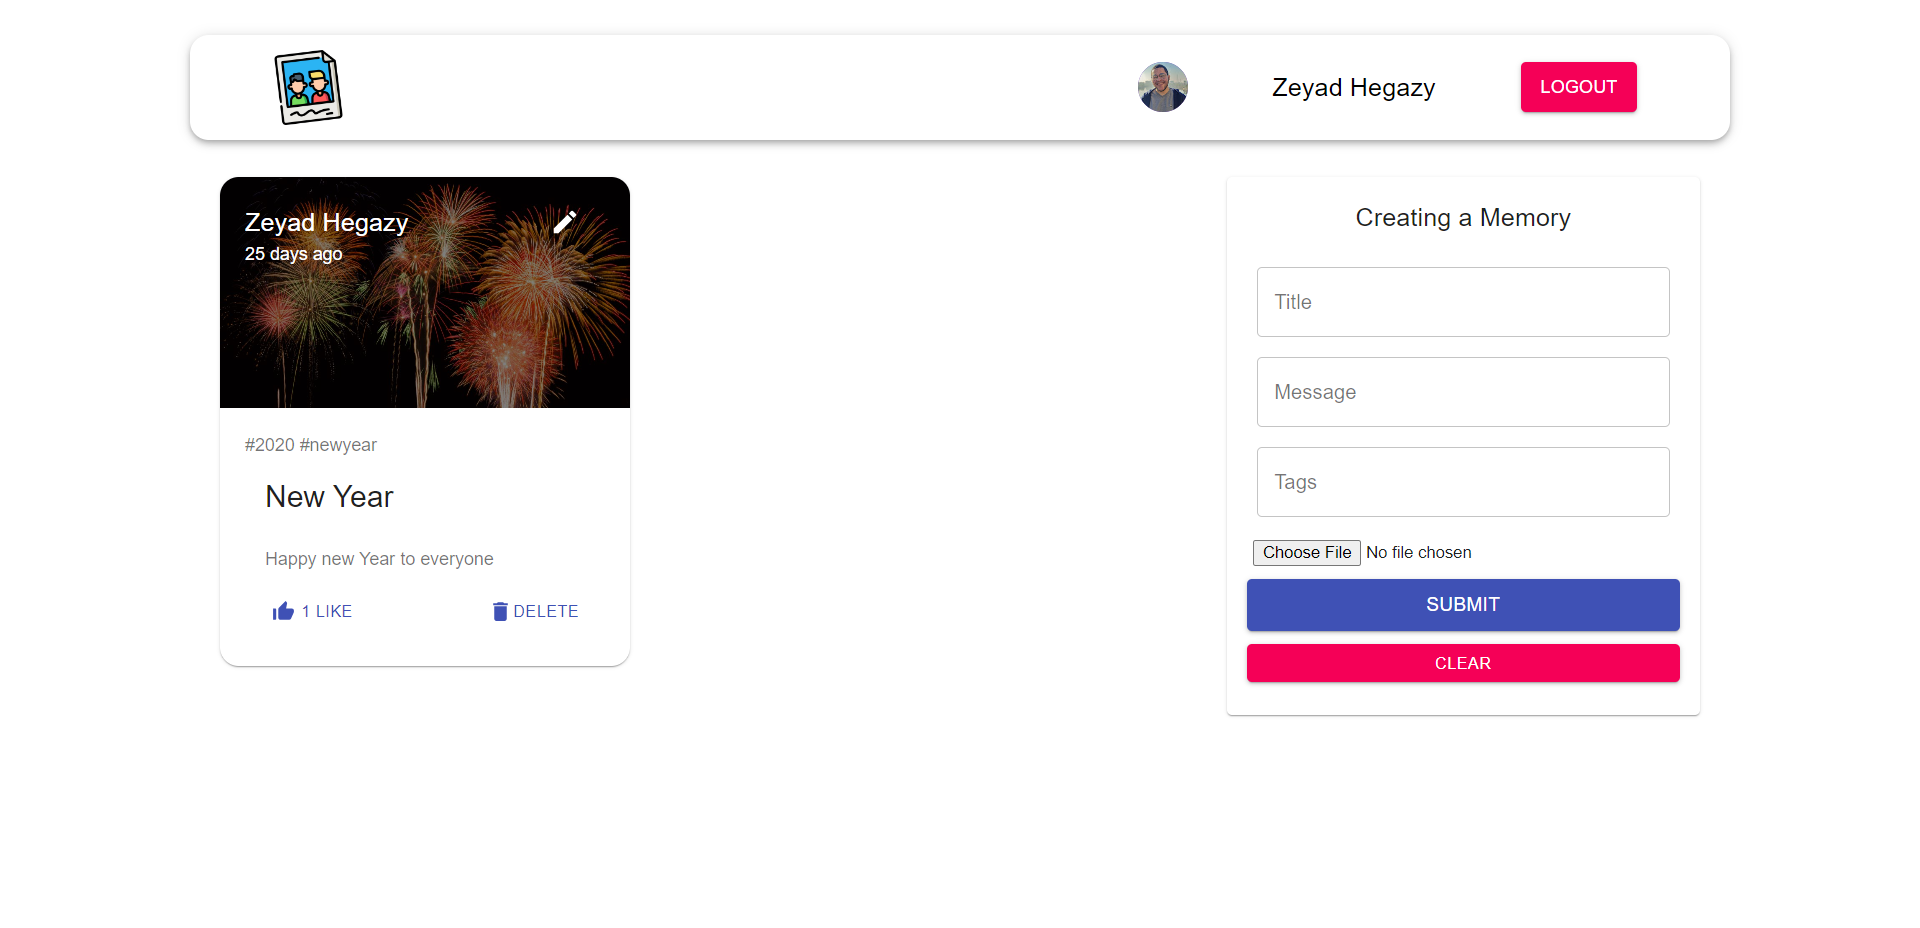 Zeyad Hegazy
LOGOUT
Zeyad Hegazy
25 days ago
#2020 #newyear
New Year
Happy new Year to everyone
1 LIKE
DELETE
Creating a Memory
Title
Message
Tags
Choose File No file chosen
SUBMIT
CLEAR